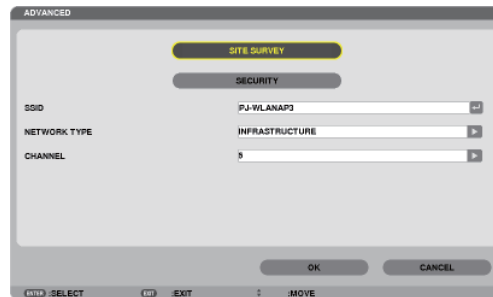 ADVANCED
SITE SURVEY
SECURITY
SSID PJ-WLANAP3
NETWORK TYPE INFRASTRUCTURE
CHANNEL 5
OK CANCEL
ENTER :SELECT EXIT :EXIT ↕ :MOVE